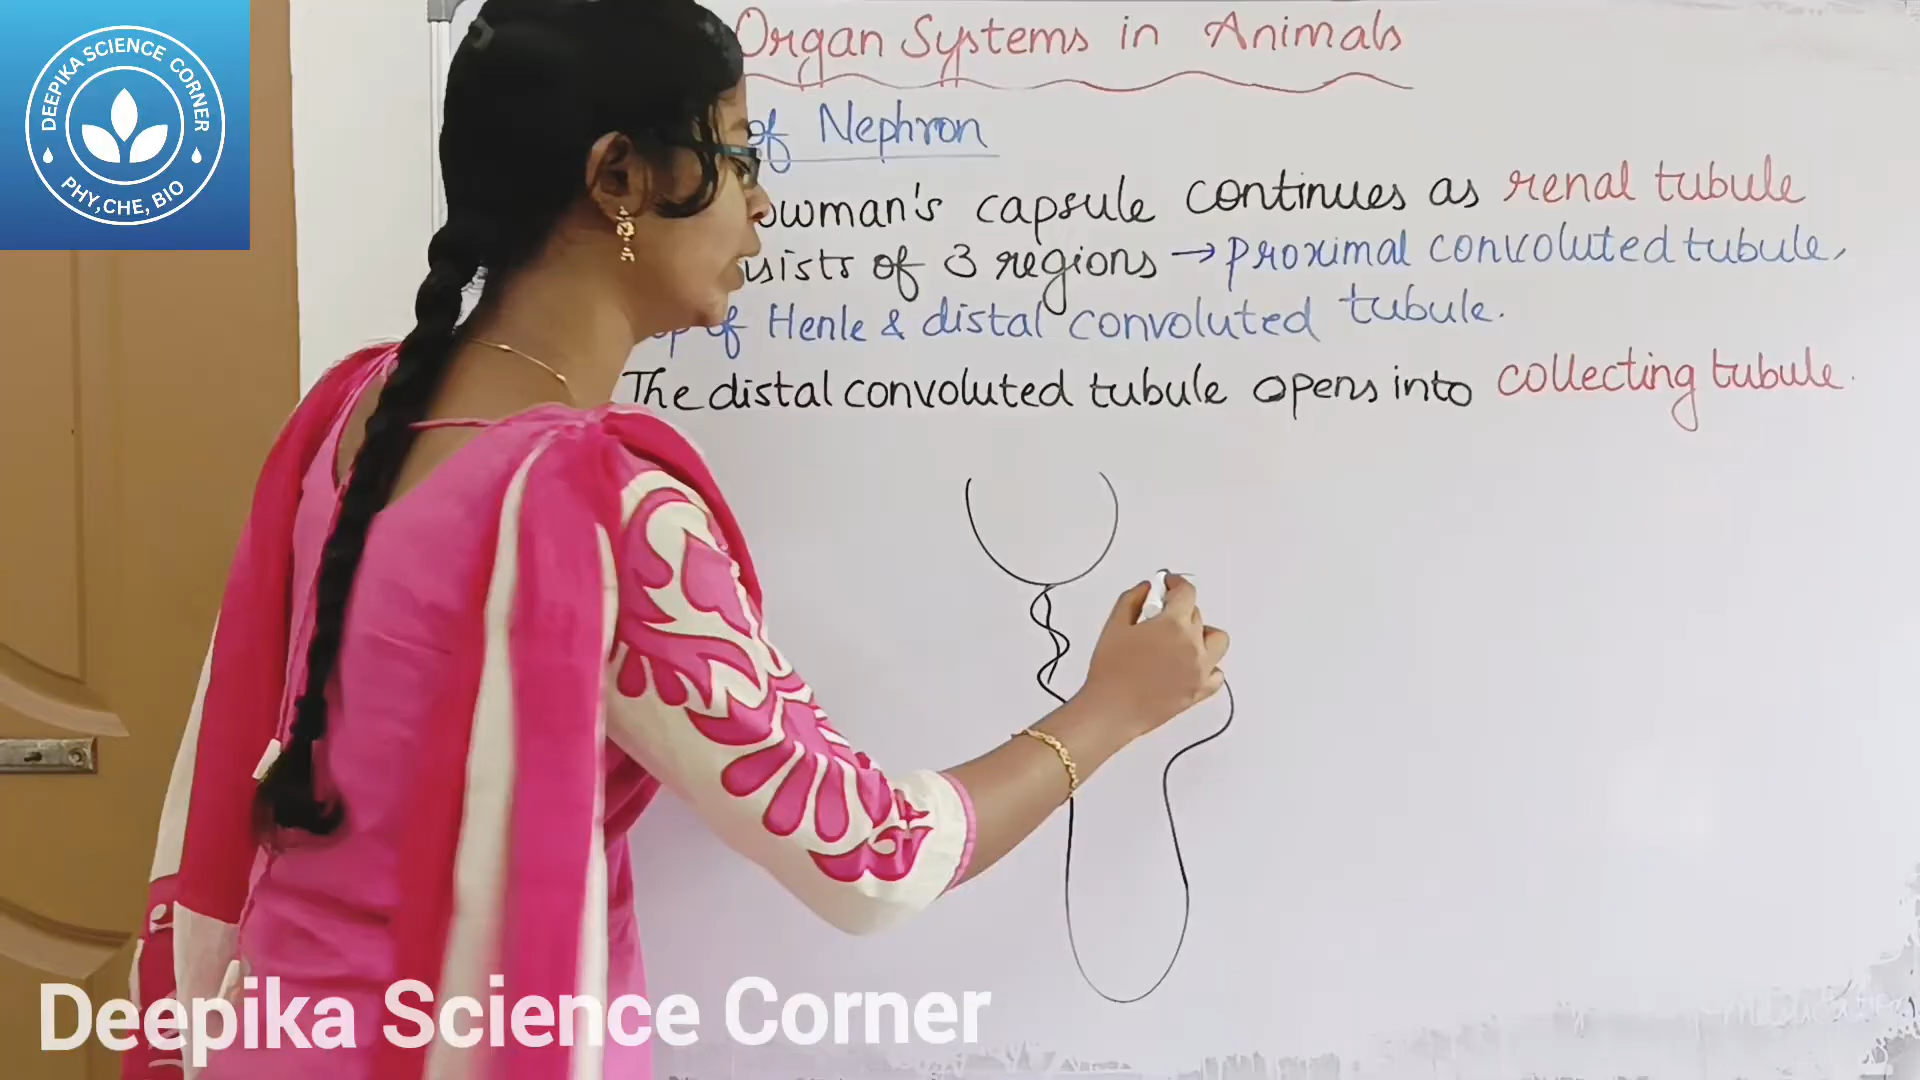 DEEPIKA SCIENCE CORNER
PHY, CHE, BIO
Organ Systems in Animals
of Nephron
owman's capsule continues as renal tubule
sists of 3 regions → proximal convoluted tubule,
of Henle & distal convoluted tubule.
The distal convoluted tubule opens into collecting tubule.
Deepika Science Corner